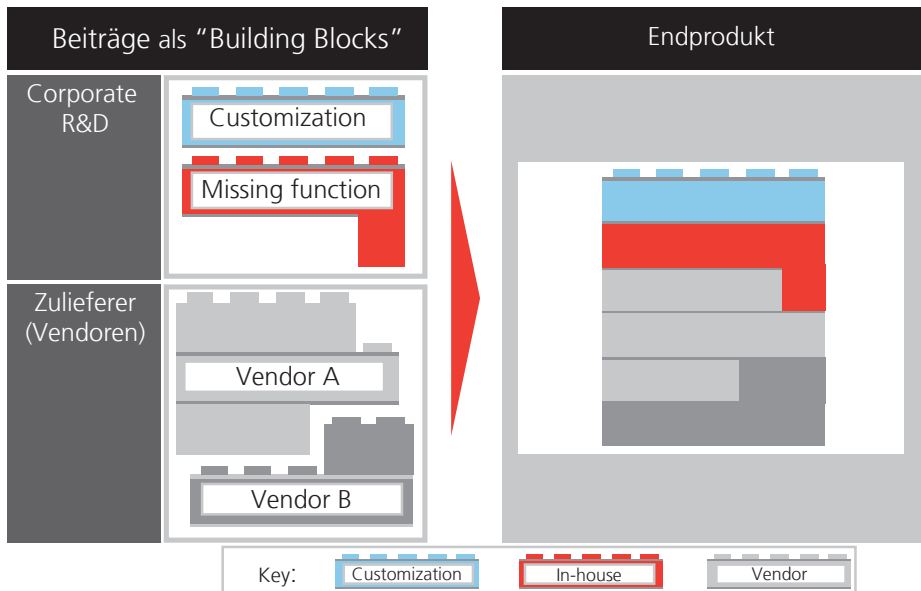 Beiträge als “Building Blocks”
Endprodukt
Corporate
R&D
Customization
Missing function
Zulieferer
(Vendoren)
Vendor A
Vendor B
Key:
Customization
In-house
Vendor